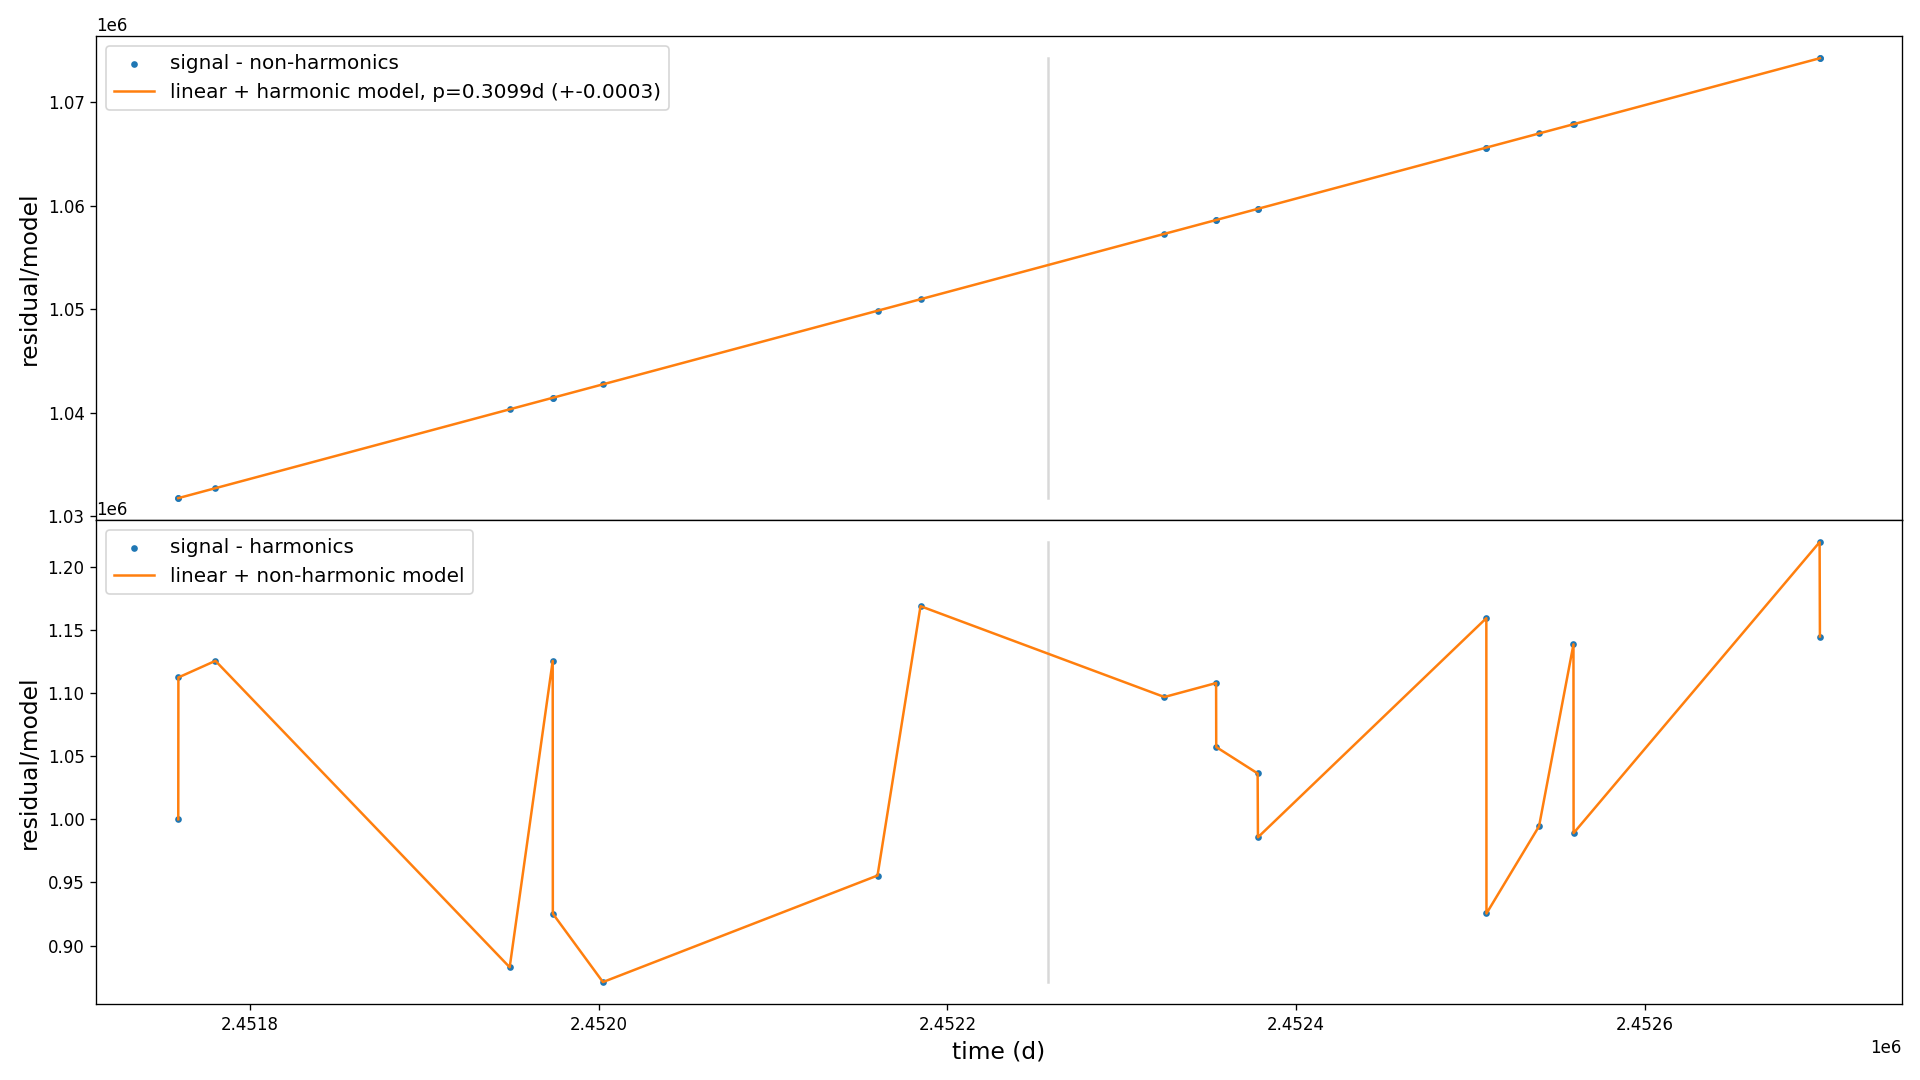 1e6
signal - non-harmonics
linear + harmonic model, p=0.3099d (+-0.0003)
1.07
1.06
1.05
1.04
1.03
residual/model
1e6
signal - harmonics
linear + non-harmonic model
1.20
1.15
1.10
1.05
1.00
0.95
0.90
residual/model
2.4518
2.4520
2.4522
2.4524
2.4526
time (d)
1e6